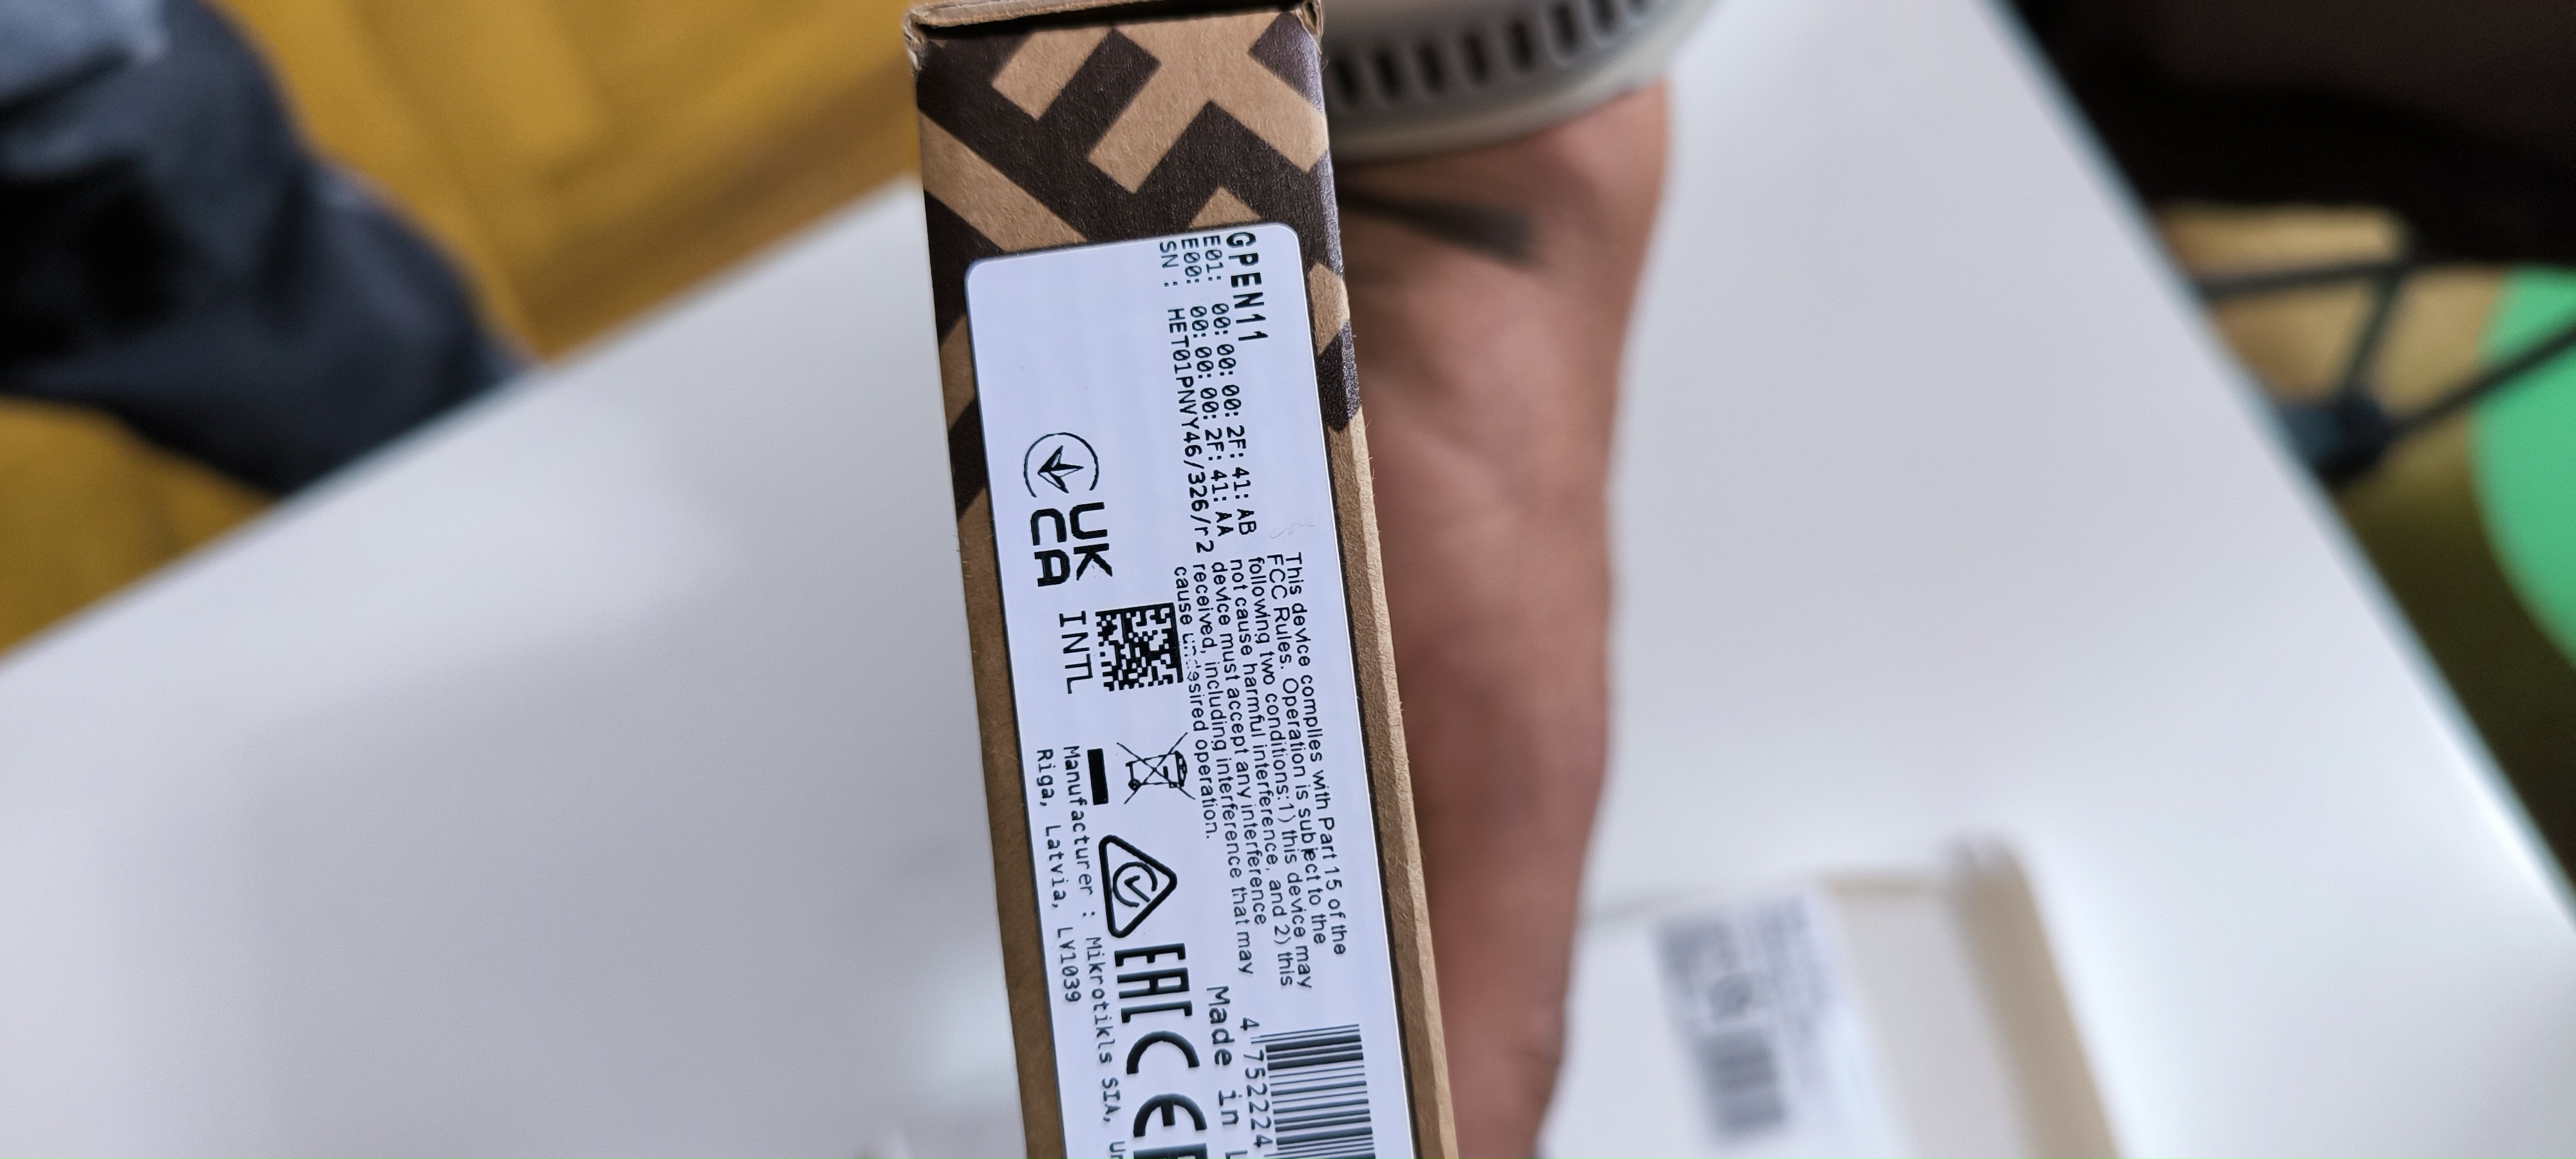 GPEN11
E01: 00:00:00:2F:41:AB
E00: 00:00:00:2F:41:AA
SN : HET01PNVY46/326/r2
This device complies with Part 15 of the
FCC Rules. Operation is subject to the
following two conditions:1) this device may
not cause harmful interference, and 2) this
device must accept any interference
received, including interference that may
cause undesired operation.
UK
CA
INTL
EAC
CE
4 752224
Made in
Manufacturer : Mikrotikls SIA,
Riga, Latvia, LV1039